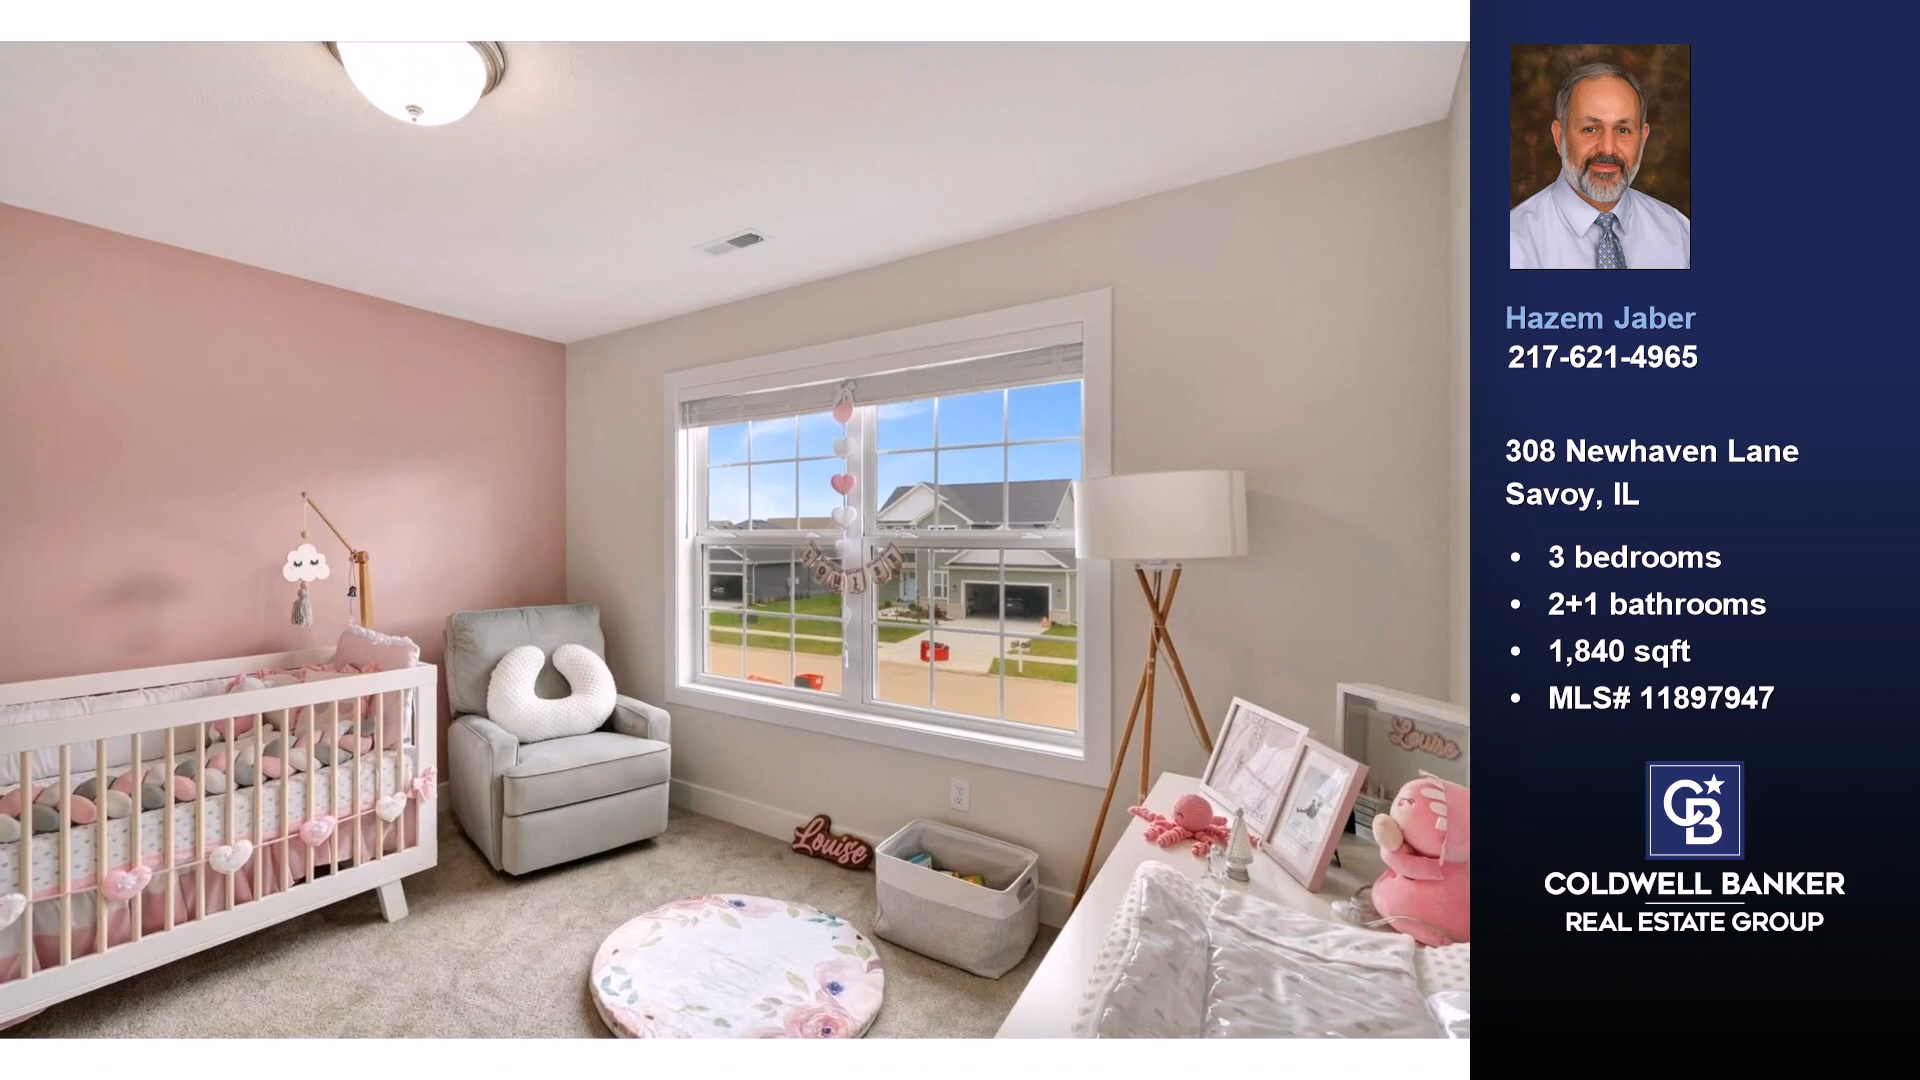 Hazem Jaber
217-621-4965
308 Newhaven Lane
Savoy, IL
• 3 bedrooms
• 2+1 bathrooms
• 1,840 sqft
• MLS# 11897947
CB
COLDWELL BANKER
REAL ESTATE GROUP
Louise
Louise